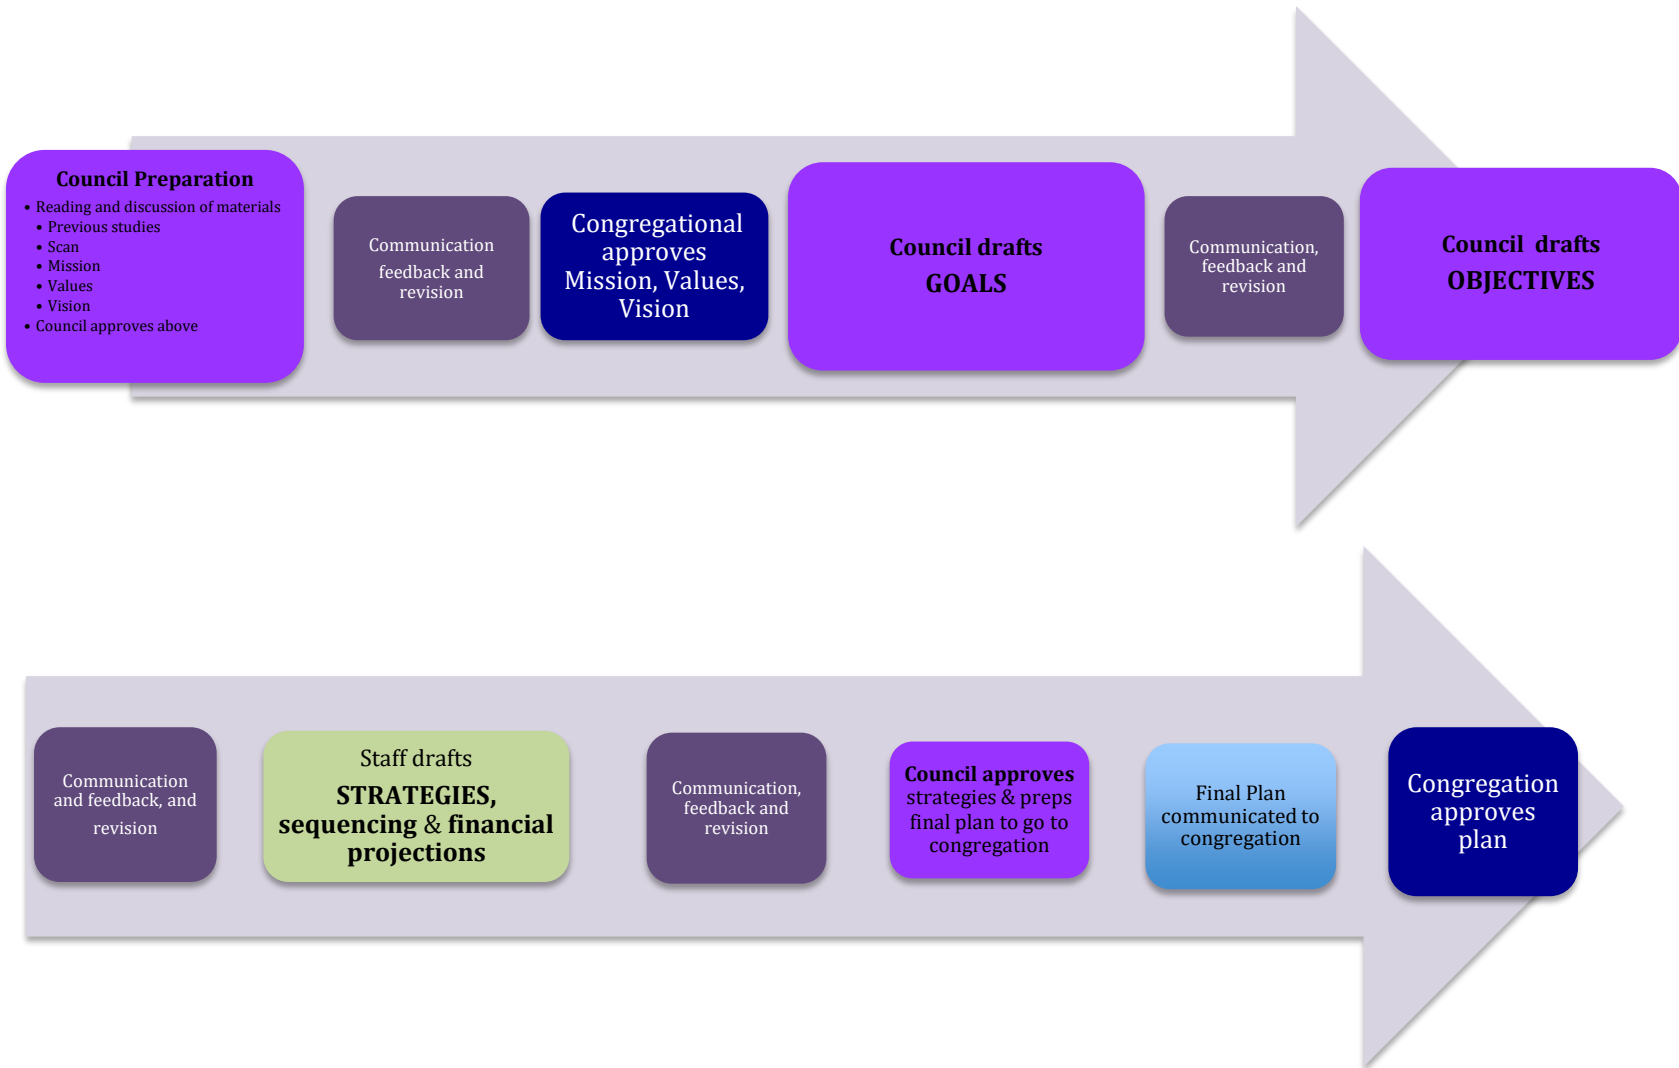 Council Preparation
• Reading and discussion of materials
• Previous studies
• Scan
• Mission
• Values
• Vision
• Council approves above
Communication
feedback and
revision
Congregational
approves
Mission, Values,
Vision
Council drafts
GOALS
Communication,
feedback and
revision
Council drafts
OBJECTIVES
Communication
and feedback, and
revision
Staff drafts
STRATEGIES,
sequencing & financial
projections
Communication,
feedback and
revision
Council approves
strategies & preps
final plan to go to
congregation
Final Plan
communicated to
congregation
Congregation
approves
plan